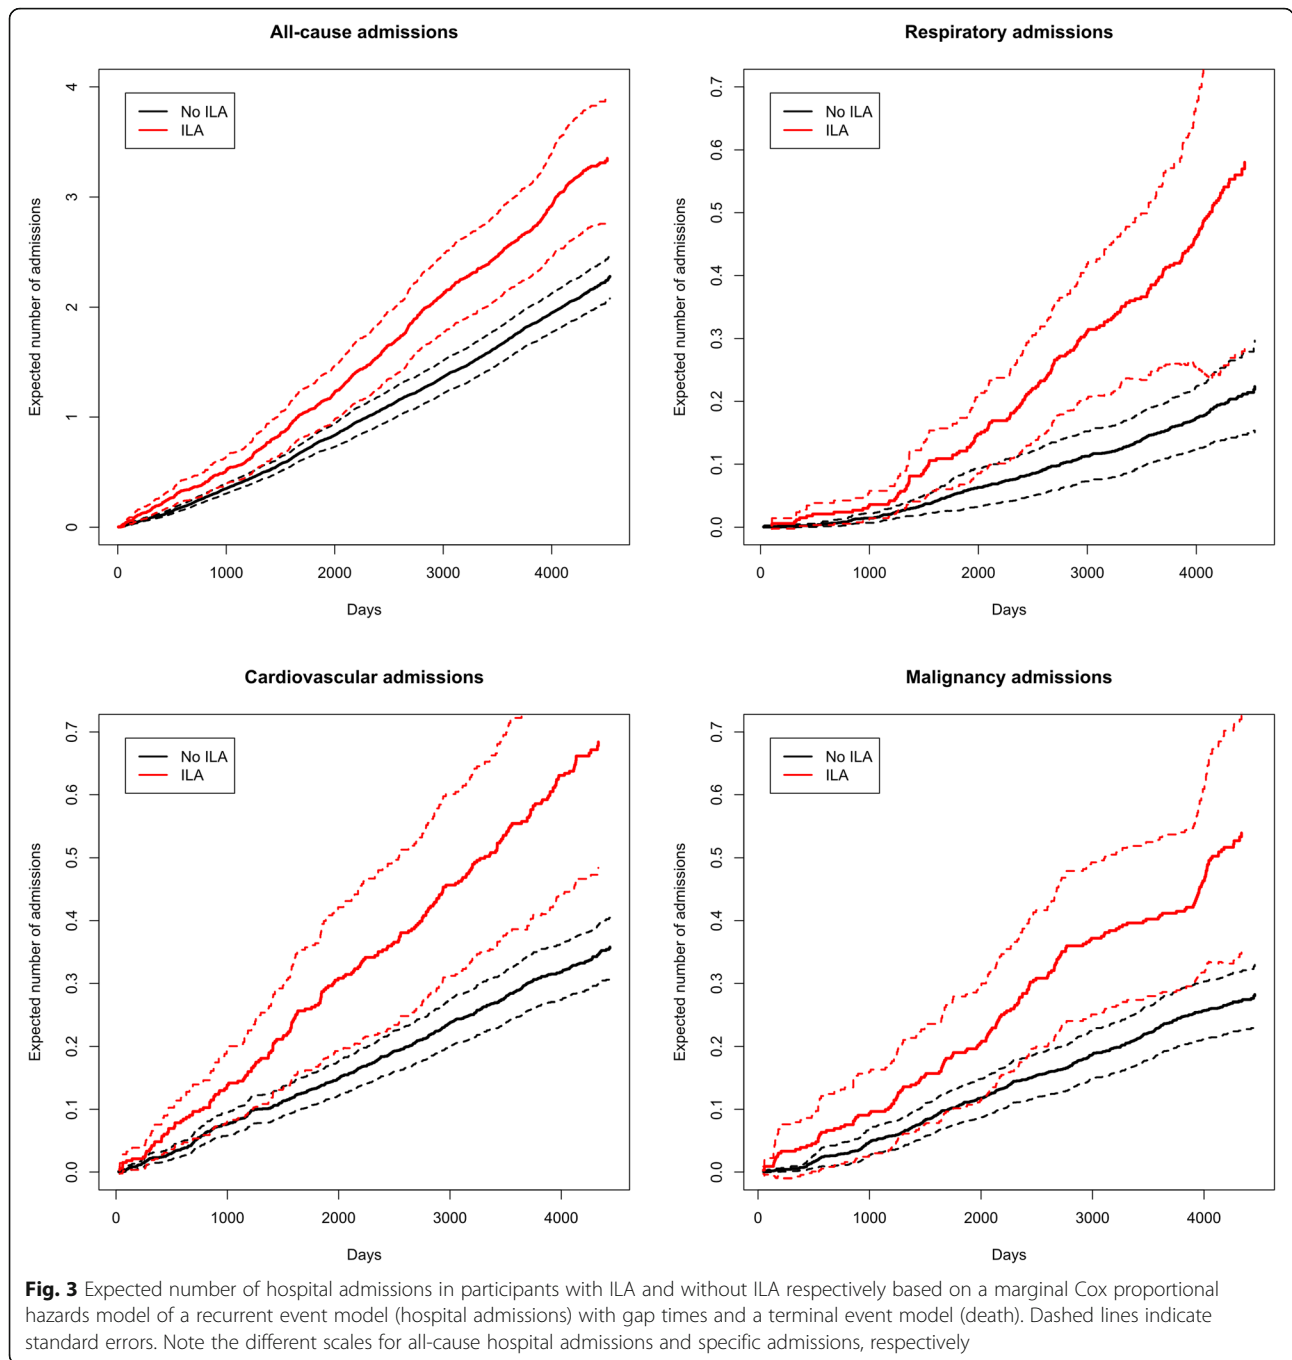 All-cause admissions
Expected number of admissions
4
3
2
1
0
No ILA
ILA
0 1000 2000 3000 4000
Days
Respiratory admissions
Expected number of admissions
0.7
0.6
0.5
0.4
0.3
0.2
0.1
0.0
No ILA
ILA
0 1000 2000 3000 4000
Days
Cardiovascular admissions
Expected number of admissions
0.7
0.6
0.5
0.4
0.3
0.2
0.1
0.0
No ILA
ILA
0 1000 2000 3000 4000
Days
Malignancy admissions
Expected number of admissions
0.7
0.6
0.5
0.4
0.3
0.2
0.1
0.0
No ILA
ILA
0 1000 2000 3000 4000
Days
Fig. 3 Expected number of hospital admissions in participants with ILA and without ILA respectively based on a marginal Cox proportional
hazards model of a recurrent event model (hospital admissions) with gap times and a terminal event model (death). Dashed lines indicate
standard errors. Note the different scales for all-cause hospital admissions and specific admissions, respectively